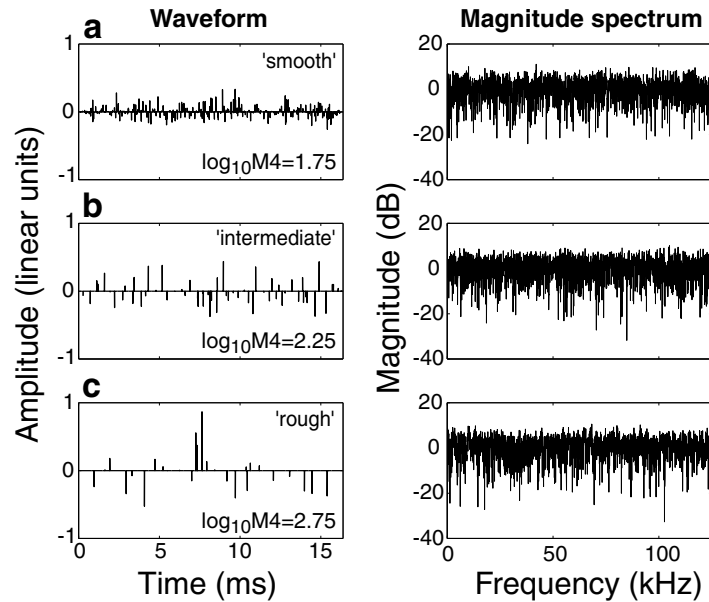 Waveform
Magnitude spectrum
a
1
'smooth'
0
log10M4=1.75
-1
20
0
-20
-40
b
1
'intermediate'
0
log10M4=2.25
-1
20
0
-20
-40
c
1
'rough'
0
log10M4=2.75
-1
20
0
-20
-40
0 5 10 15
0 50 100
Time (ms)
Frequency (kHz)
Amplitude (linear units)
Magnitude (dB)